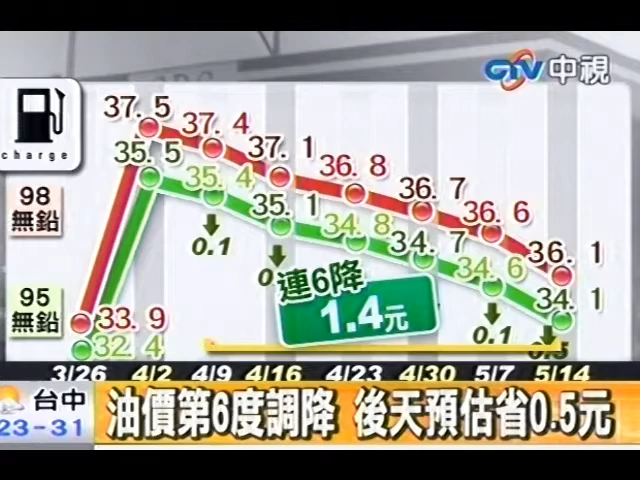 CTV中視
charge
37.5 37.4 37.1 36.8 36.7 36.6 36.1
35.5 35.4 35.1 34.8 34.7 34.6 34.1
98
無鉛
95
無鉛
0.1 0.1 0.5
連6降
1.4元
33.9
32.4
3/26 4/2 4/9 4/16 4/23 4/30 5/7 5/14
台中
23-31
油價第6度調降 後天預估省0.5元